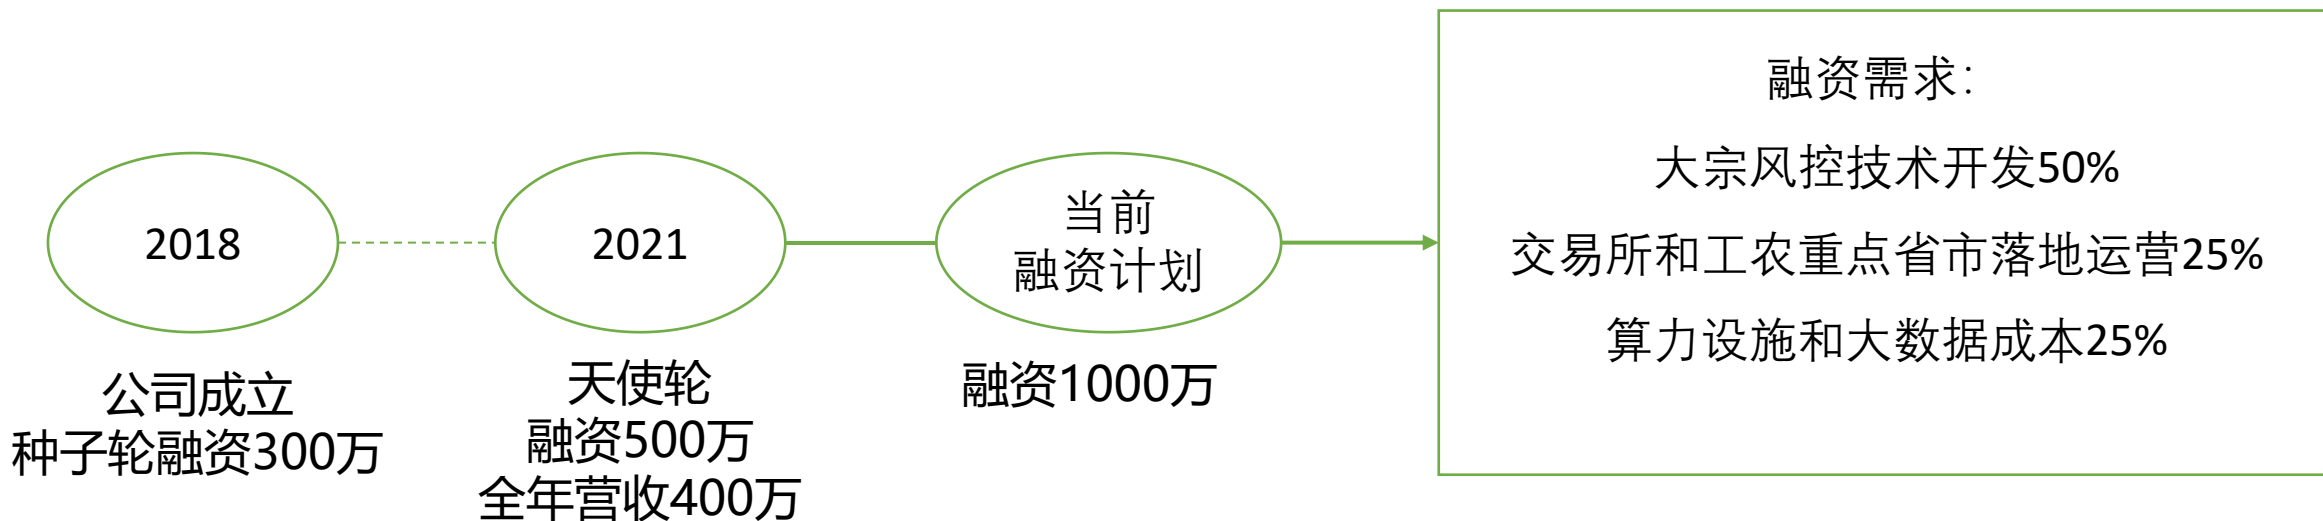 2018
公司成立
种子轮融资300万
2021
天使轮
融资500万
全年营收400万
当前
融资计划
融资1000万
融资需求：
大宗风控技术开发50%
交易所和工农重点省市落地运营25%
算力设施和大数据成本25%